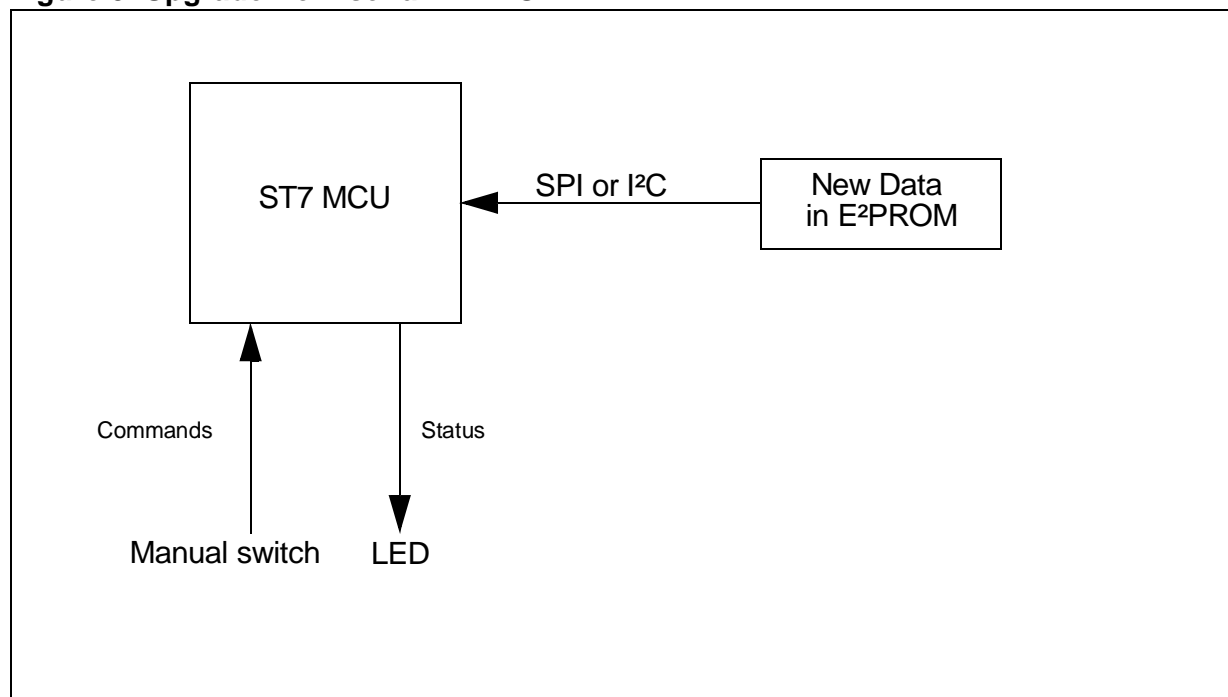 ST7 MCU
SPI or I²C
New Data
in E²PROM
Commands
Status
Manual switch
LED